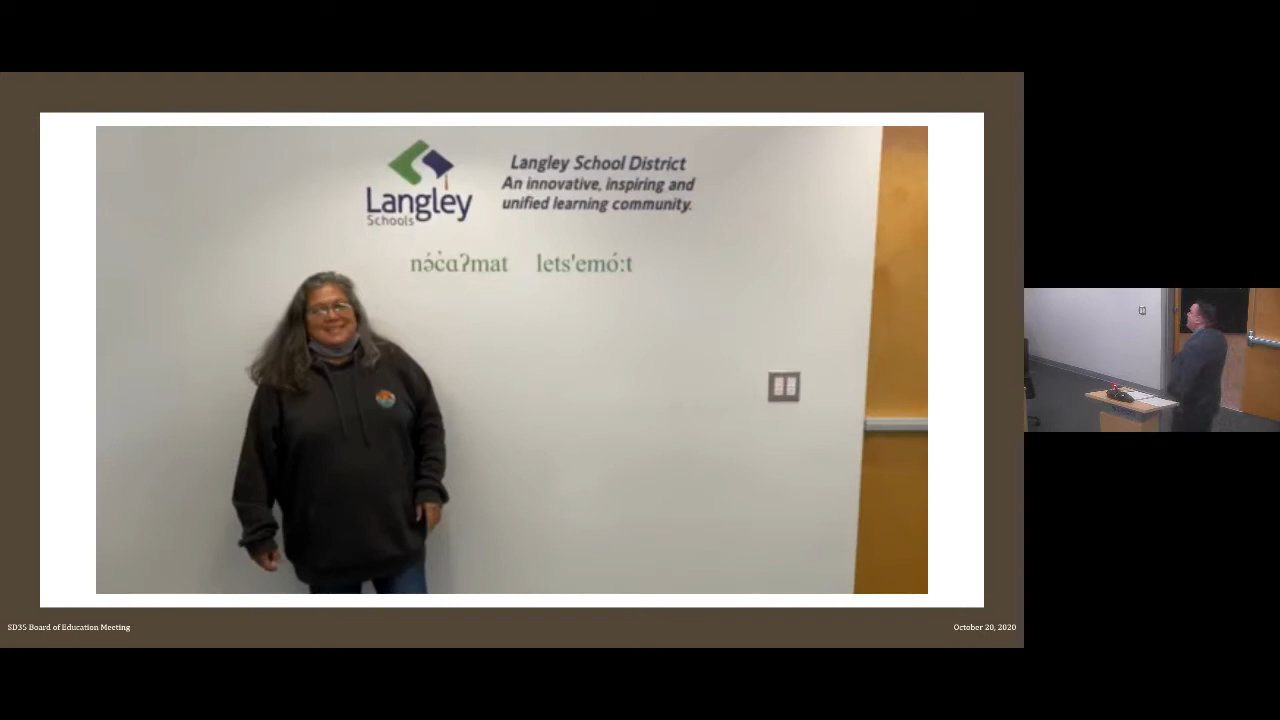 Langley
Schools
Langley School District
An innovative, inspiring and
unified learning community.
nə́c̓aʔmat lets'emó:t
SD35 Board of Education Meeting
October 20, 2020